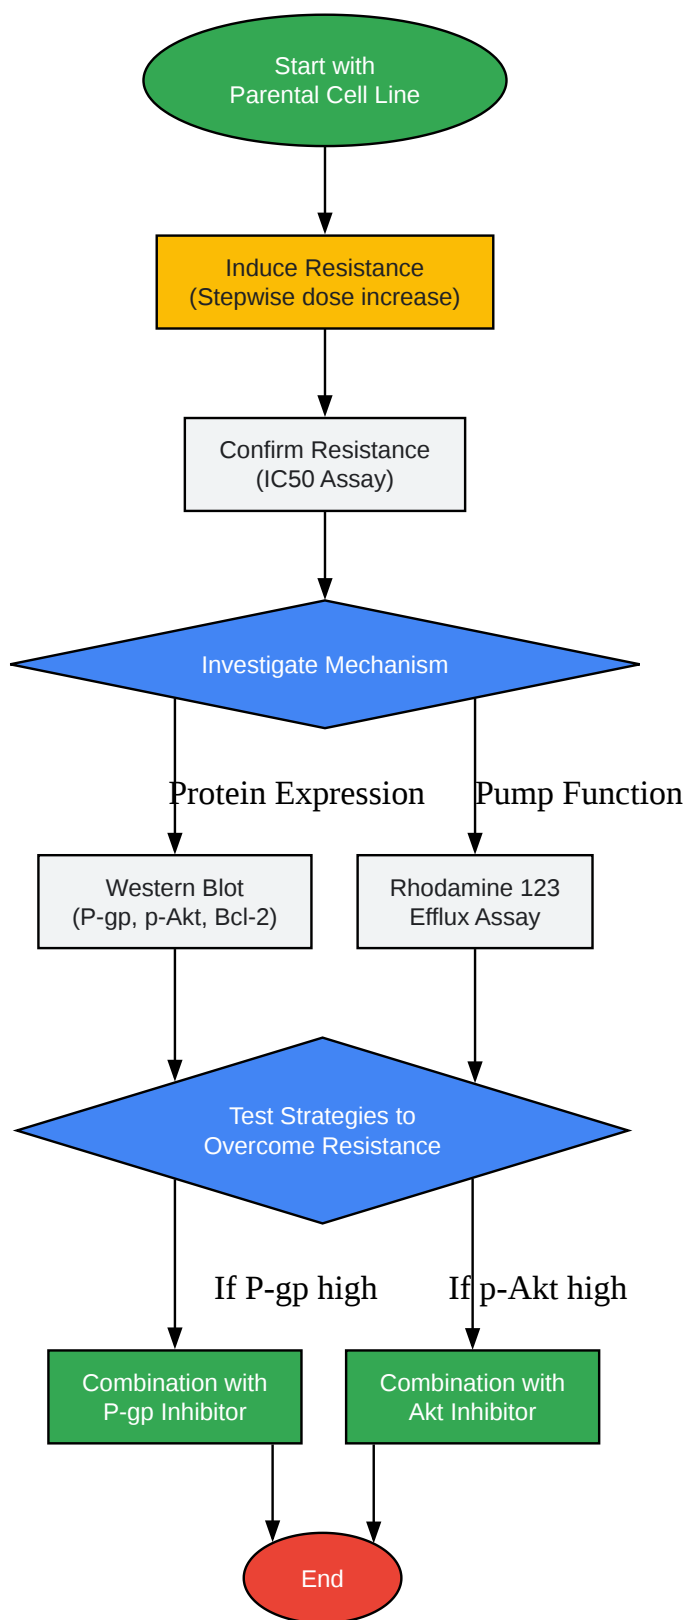 Start with
Parental Cell Line
Induce Resistance
(Stepwise dose increase)
Confirm Resistance
(IC50 Assay)
Investigate Mechanism
Protein Expression
Pump Function
Western Blot
(P-gp, p-Akt, Bcl-2)
Rhodamine 123
Efflux Assay
Test Strategies to
Overcome Resistance
If P-gp high
If p-Akt high
Combination with
P-gp Inhibitor
Combination with
Akt Inhibitor
End